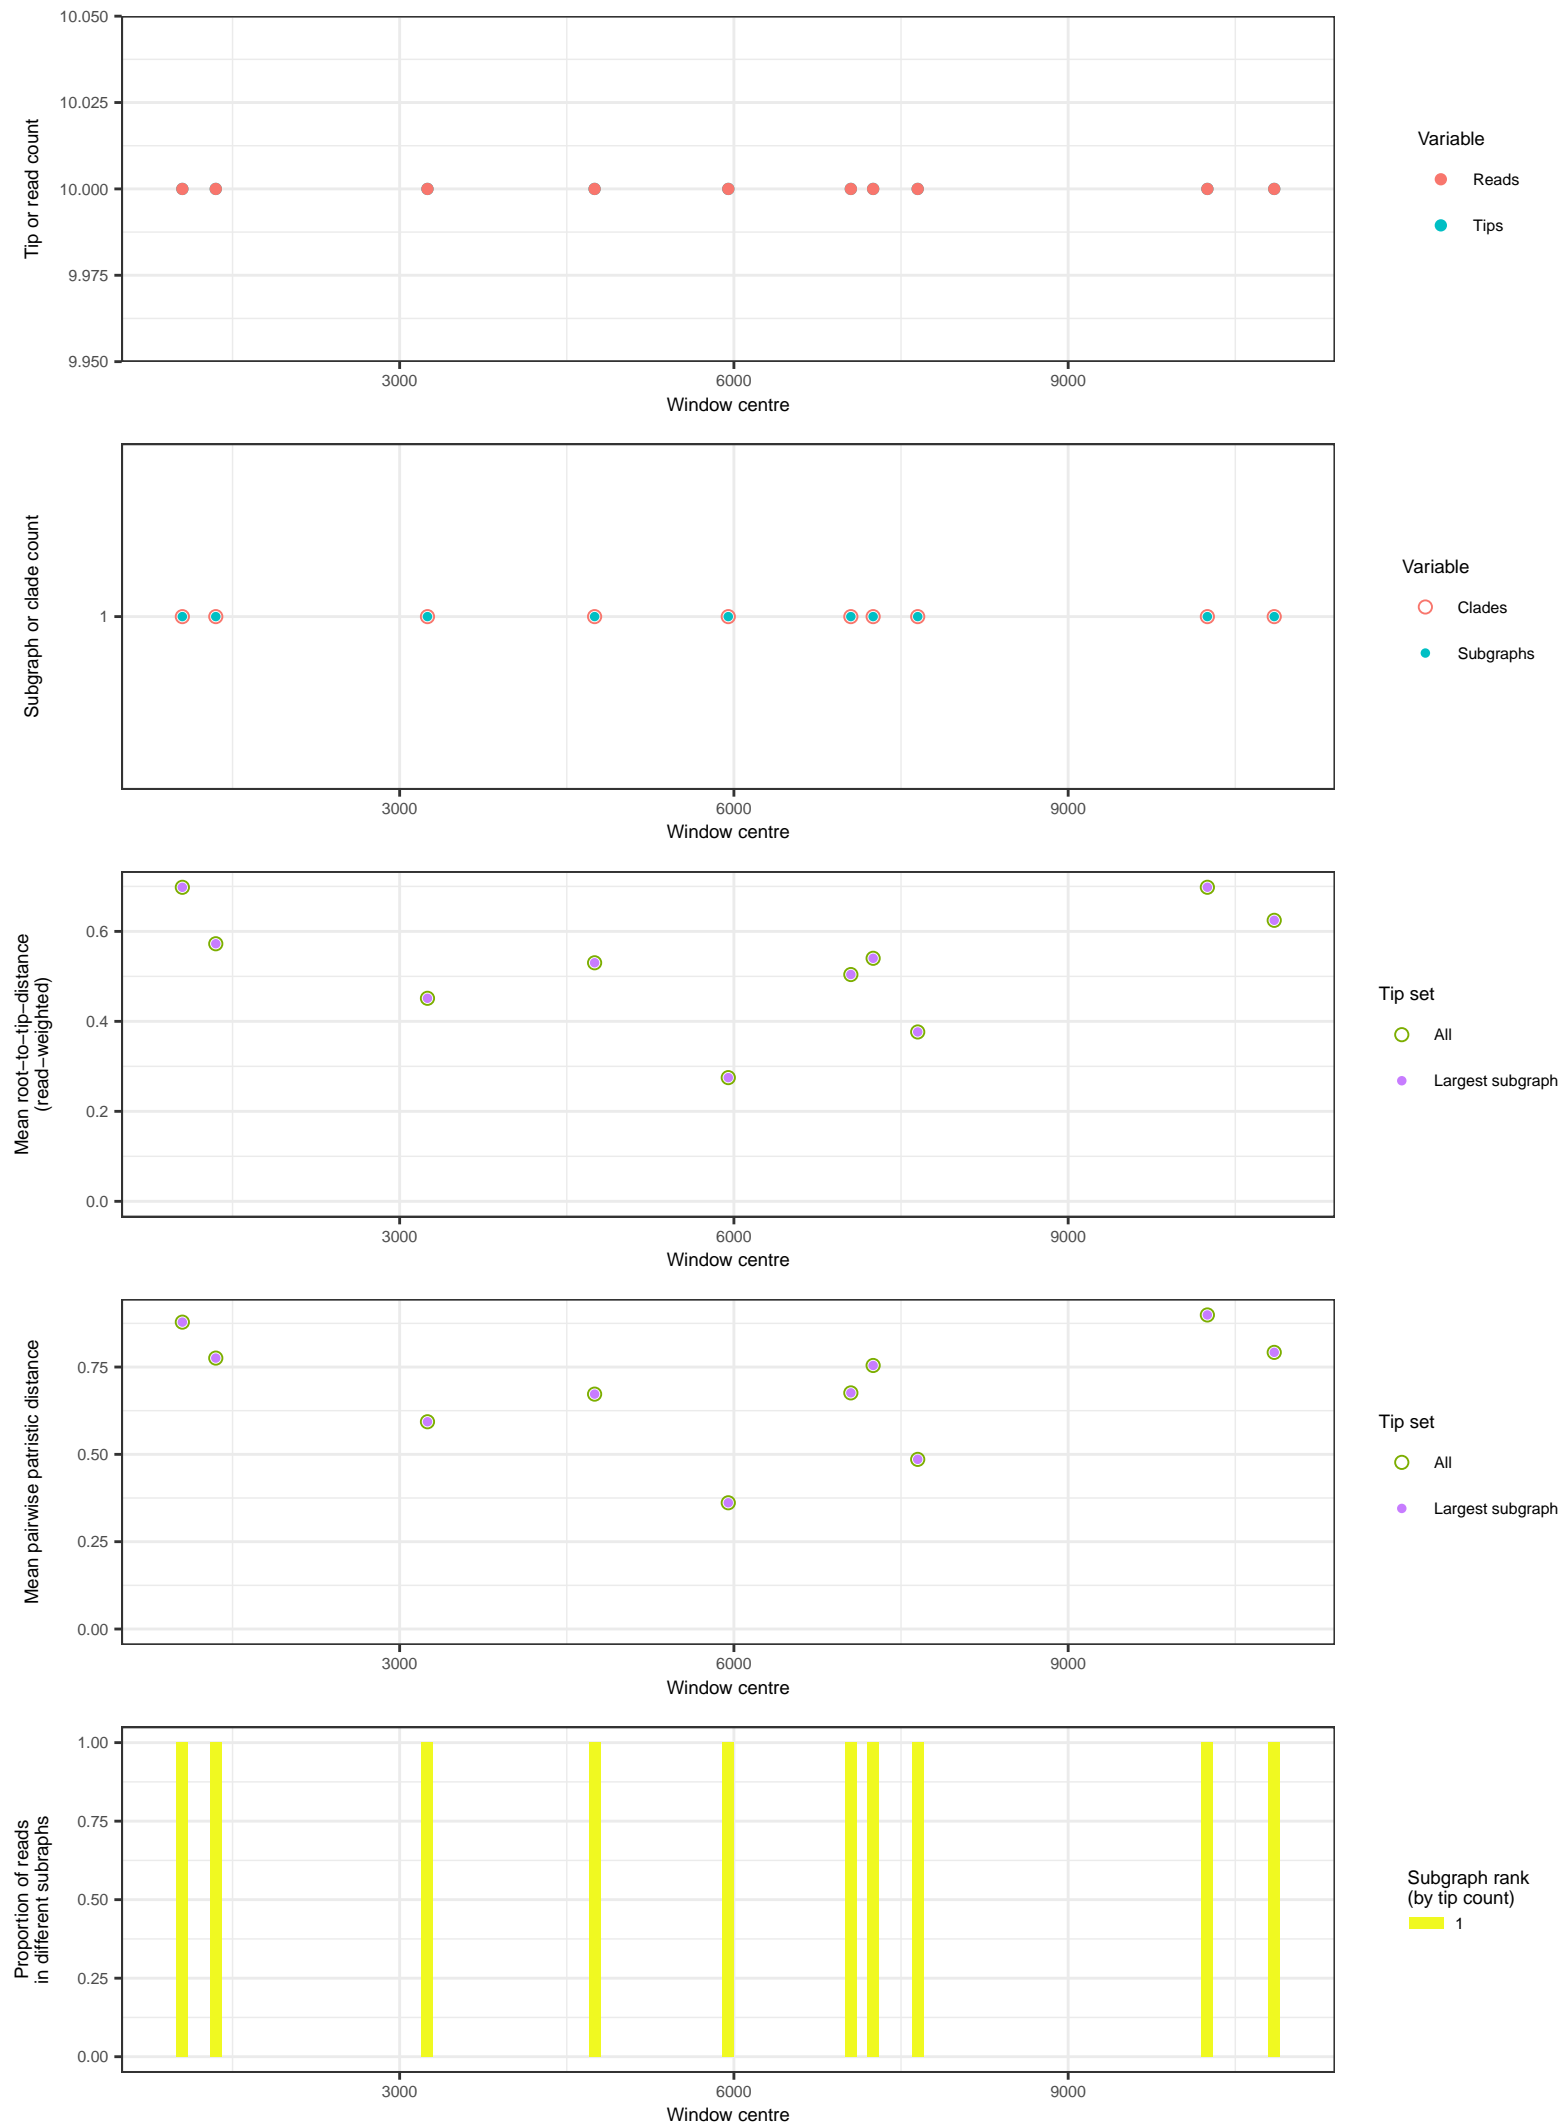 10.050
10.025
10.000
9.975
9.950
Tip or read count
3000
6000
9000
Window centre
Variable
Reads
Tips
1
Subgraph or clade count
3000
6000
9000
Window centre
Variable
Clades
Subgraphs
0.6
0.4
0.2
0.0
Mean root−to−tip−distance
(read−weighted)
3000
6000
9000
Window centre
Tip set
All
Largest subgraph
0.75
0.50
0.25
0.00
Mean pairwise patristic distance
3000
6000
9000
Window centre
Tip set
All
Largest subgraph
1.00
0.75
0.50
0.25
0.00
Proportion of reads
in different subraphs
3000
6000
9000
Window centre
Subgraph rank
(by tip count)
1